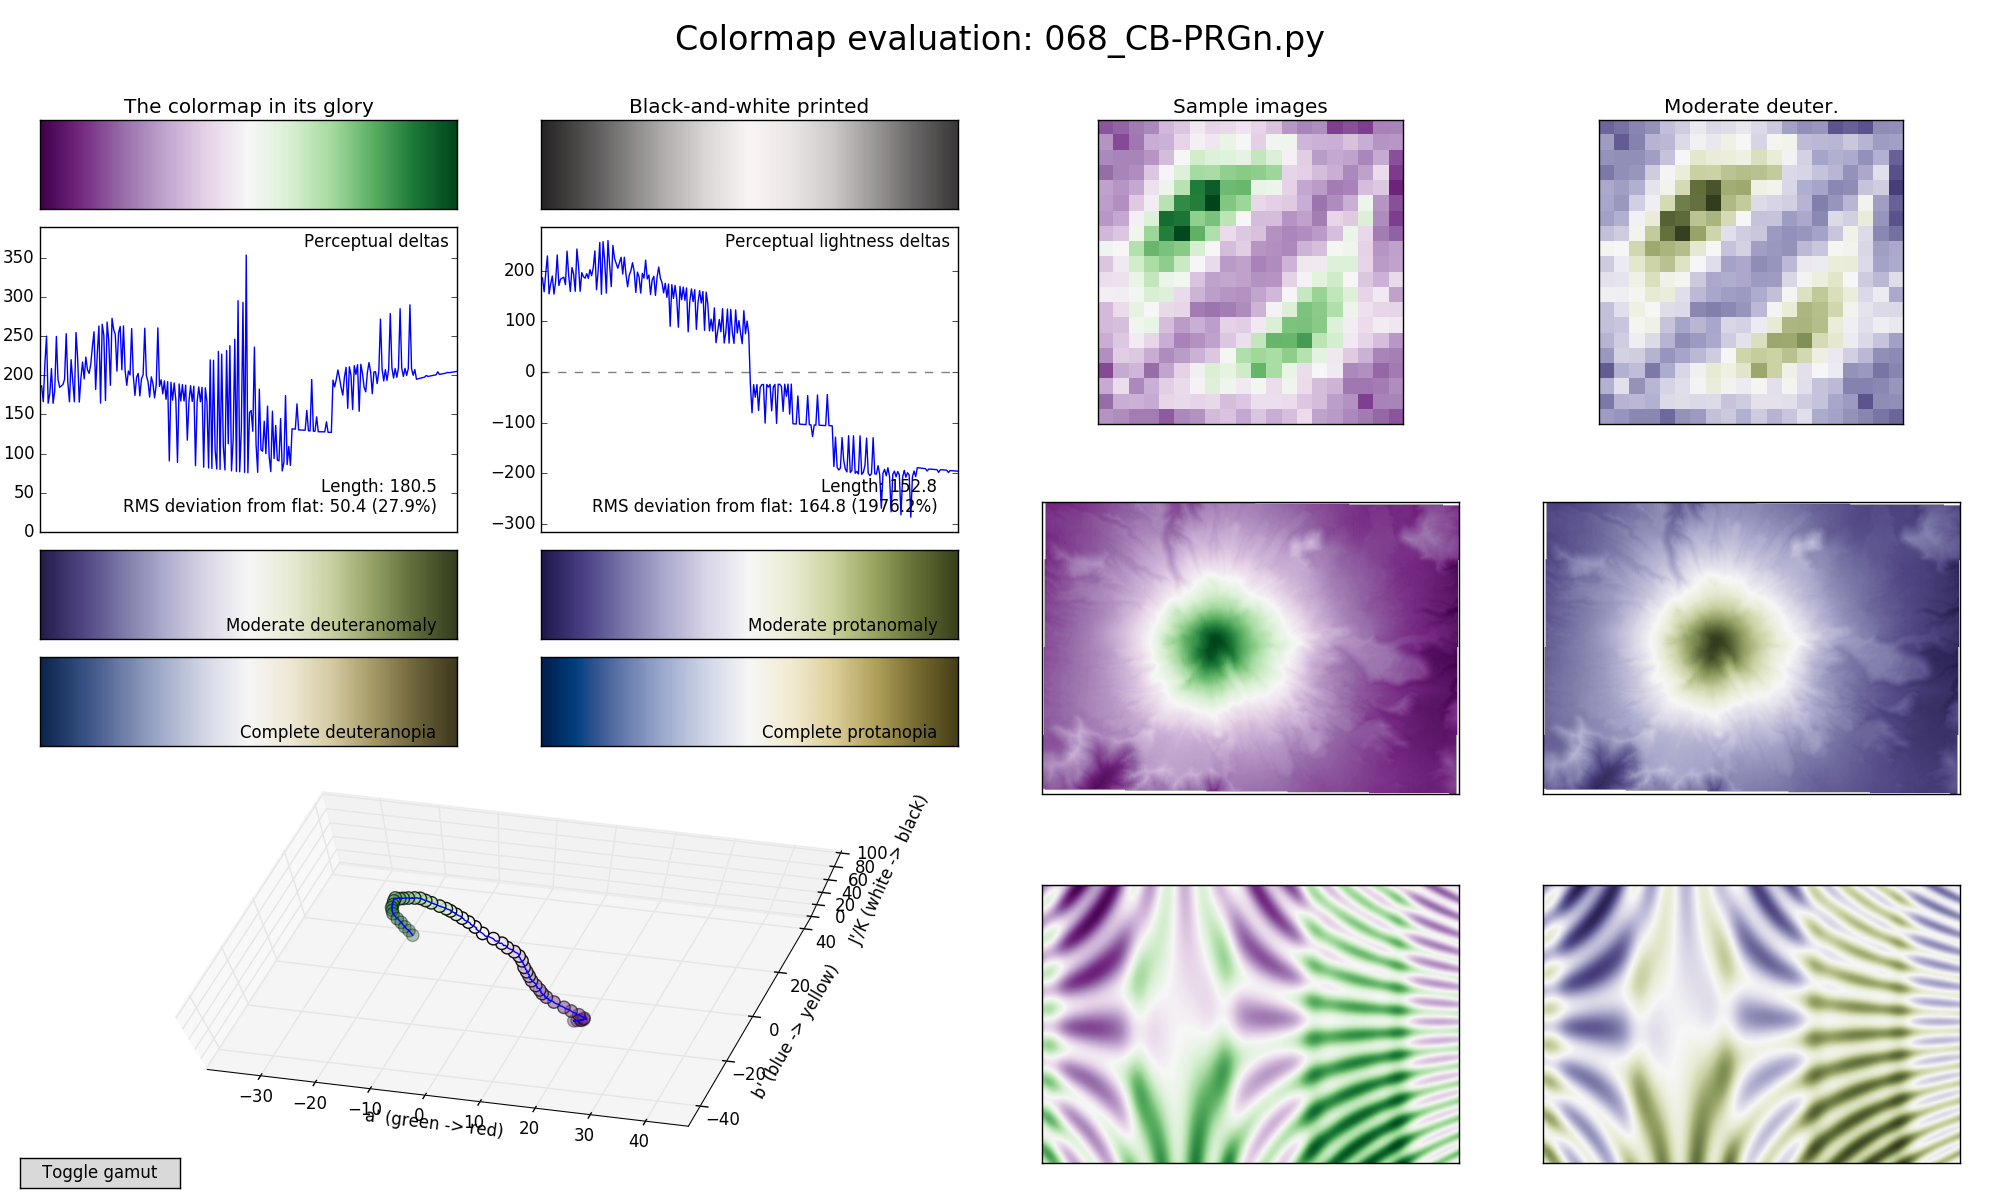 Colormap evaluation: 068_CB-PRGn.py
The colormap in its glory
Black-and-white printed
Sample images
Moderate deuter.
Perceptual deltas
350
300
250
200
150
100
50
0
Length: 180.5
RMS deviation from flat: 50.4 (27.9%)
Perceptual lightness deltas
200
100
0
−100
−200
−300
Length: 152.8
RMS deviation from flat: 164.8 (1976.2%)
Moderate deuteranomaly
Moderate protanomaly
Complete deuteranopia
Complete protanopia
100
80
60
40
20
0
J'/K (white -> black)
40
20
0
−20
−40
b' (blue -> yellow)
−30
−20
−10
0
10
20
30
40
a' (green -> red)
Toggle gamut